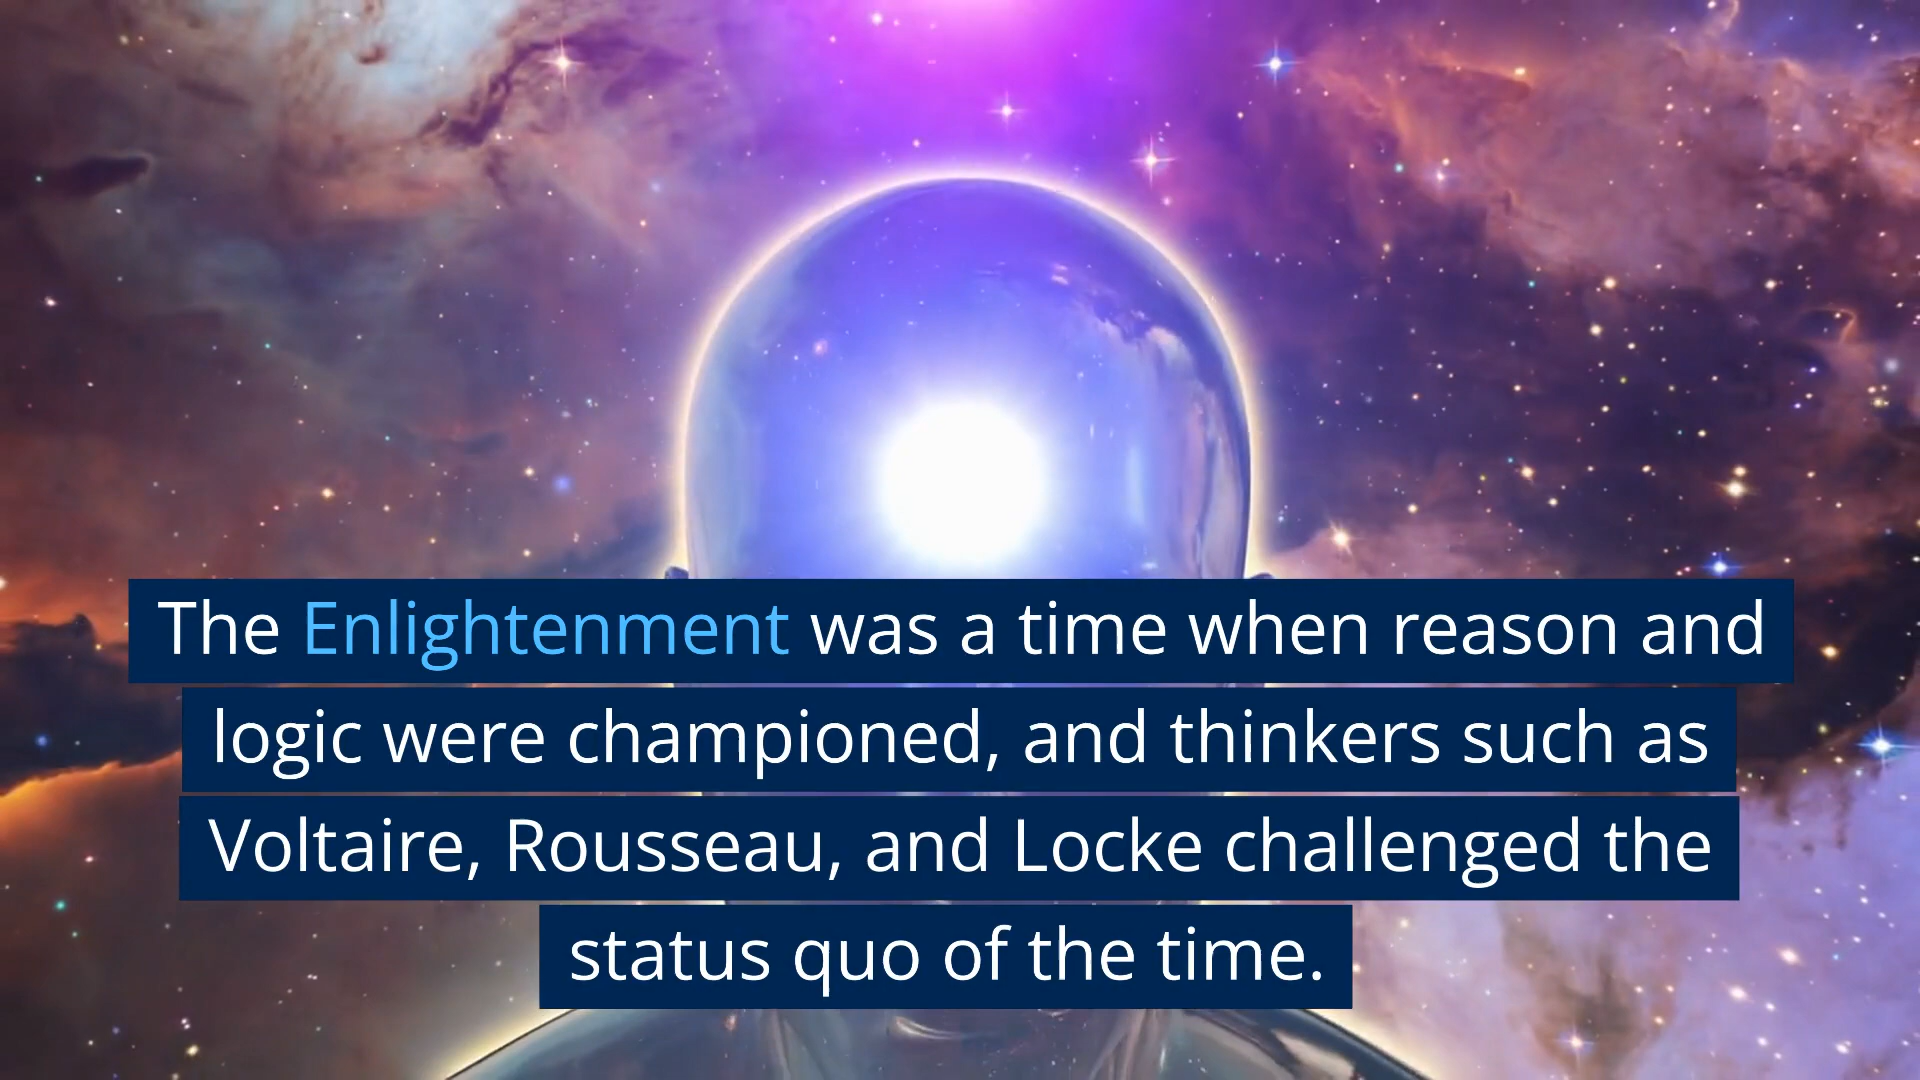 The Enlightenment was a time when reason and
logic were championed, and thinkers such as
Voltaire, Rousseau, and Locke challenged the
status quo of the time.